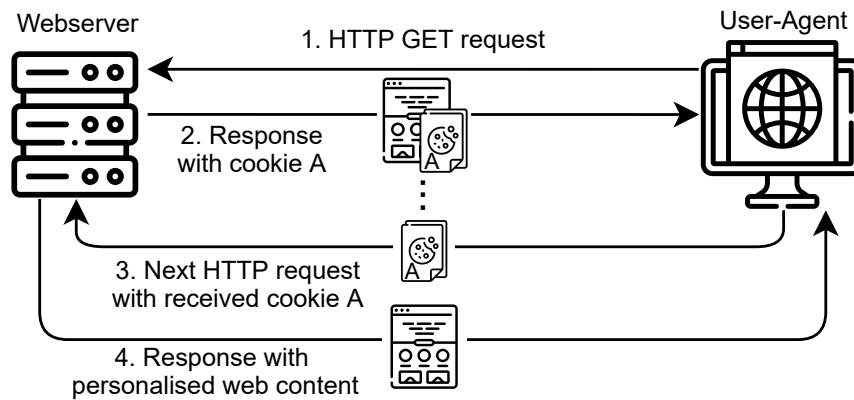 Webserver
User-Agent
1. HTTP GET request
2. Response
with cookie A
A
A
3. Next HTTP request
with received cookie A
4. Response with
personalised web content